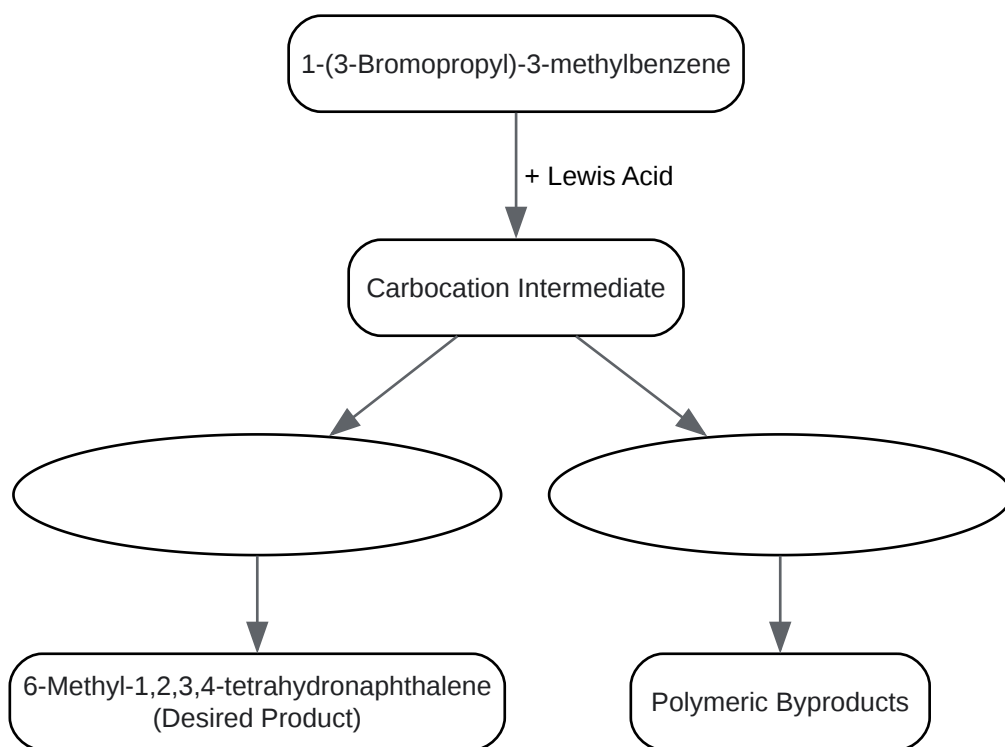 1-(3-Bromopropyl)-3-methylbenzene
+ Lewis Acid
Carbocation Intermediate
6-Methyl-1,2,3,4-tetrahydronaphthalene
(Desired Product)
Polymeric Byproducts